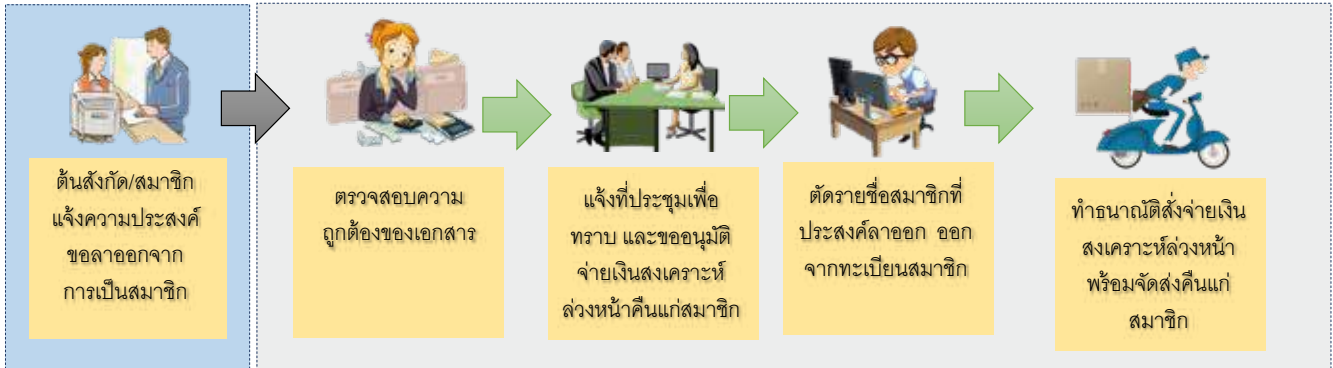 ต้นสังกัด/สมาชิก
แจ้งความประสงค์
ขอลาออกจาก
การเป็นสมาชิก
ตรวจสอบความ
ถูกต้องของเอกสาร
แจ้งที่ประชุมเพื่อ
ทราบ และขออนุมัติ
จ่ายเงินสงเคราะห์
ล่วงหน้าคืนแก่สมาชิก
ตัดรายชื่อสมาชิกที่
ประสงค์ลาออก ออก
จากทะเบียนสมาชิก
ทำธนาณัติสั่งจ่ายเงิน
สงเคราะห์ล่วงหน้า
พร้อมจัดส่งคืนแก่
สมาชิก